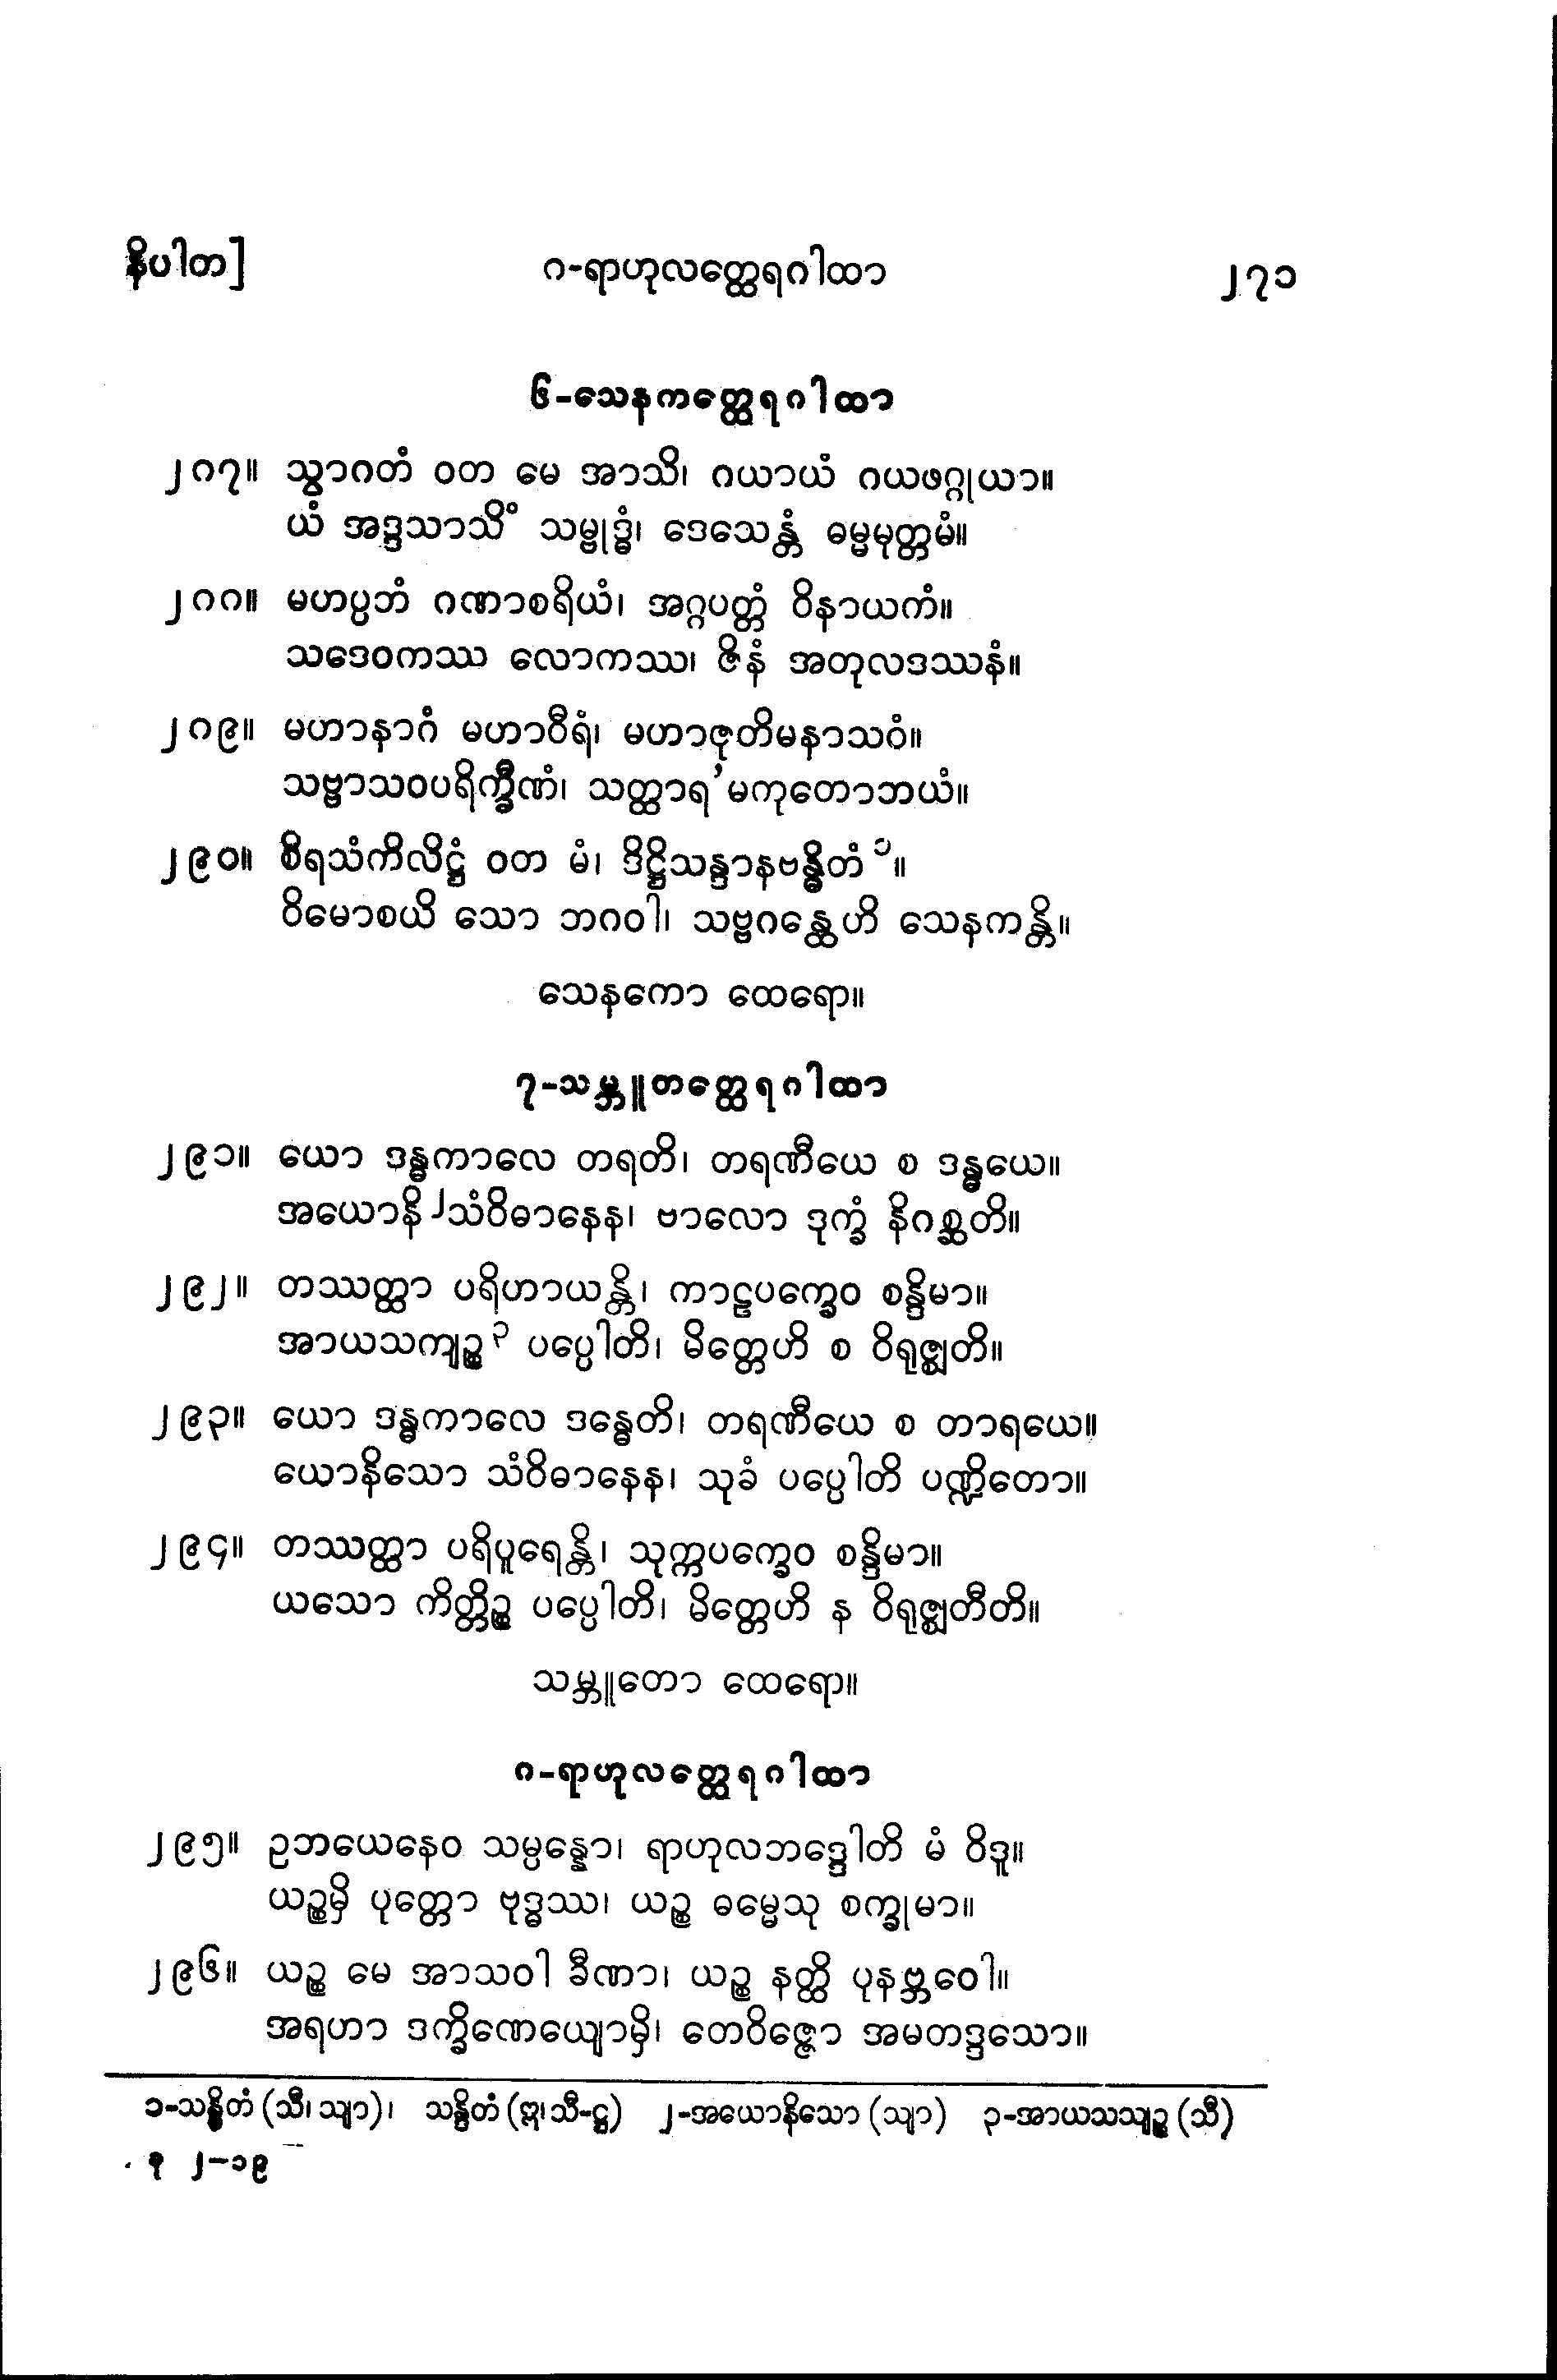 နိပါတ]	၈-ရာဟုလတ္ထေရဂါထာ	၂၇၁
၆-သေနကတ္ထေရဂါထာ
၂၈၇။ သွာဂတံ ဝတ မေ အာသိ၊ ဂယာယံ ဂယဖဂ္ဂုယာ။
ယံ အဒ္ဒသာသိံ သမ္ဗုဒ္ဓံ၊ ဒေသေန္တံ ဓမ္မမုတ္တမံ။
၂၈၈။ မဟပ္ပဘံ ဂဏာစရိယံ၊ အဂ္ဂပတ္တံ ဝိနာယကံ။
သဒေဝကဿ လောကဿ၊ ဇိနံ အတုလဒဿနံ။
၂၈၉။ မဟာနာဂံ မဟာဝီရံ၊ မဟာဇုတိမနာသဝံ။
သဗ္ဗာသဝပရိက္ခီဏံ၊ သတ္ထာရ'မကုတောဘယံ။
၂၉၀။ စိရသံကိလိဋ္ဌံ ဝတ မံ၊ ဒိဋ္ဌိသန္ဒာနဗန္ဓိတံ ၁။
ဝိမောစယိ သော ဘဂဝါ၊ သဗ္ဗဂန္ထေဟိ သေနကန္တိ။
သေနကော ထေရော။
၇-သမ္ဘူတတ္ထေရဂါထာ
၂၉၁။ ယော ဒန္ဓကာလေ တရတိ၊ တရဏီယေ စ ဒန္ဓယေ။
အယောနိ ၂သံဝိဓာနေန၊ ဗာလော ဒုက္ခံ နိဂစ္ဆတိ။
၂၉၂။ တဿတ္ထာ ပရိဟာယန္တိ၊ ကာဠပက္ခေဝ စန္ဒိမာ။
အာယသကျဉ္စ ၃ ပပ္ပေါတိ၊ မိတ္တေဟိ စ ဝိရုဇ္ဈတိ။
၂၉၃။ ယော ဒန္ဓကာလေ ဒန္ဓေတိ၊ တရဏီယေ စ တာရယေ။
ယောနိသော သံဝိဓာနေန၊ သုခံ ပပ္ပေါတိ ပဏ္ဍိတော။
၂၉၄။ တဿတ္ထာ ပရိပူရေန္တိ၊ သုက္ကပက္ခေဝ စန္ဒိမာ။
ယသော ကိတ္တိဉ္စ ပပ္ပေါတိ၊ မိတ္တေဟိ န ဝိရုဇ္ဈတီတိ။
သမ္ဘူတော ထေရော။
၈-ရာဟုလတ္ထေရဂါထာ
၂၉၅။ ဥဘယေနေဝ သမ္ပန္နော၊ ရာဟုလဘဒ္ဒေါတိ မံ ဝိဒူ။
ယဉ္စမှိ ပုတ္တော ဗုဒ္ဓဿ၊ ယဉ္စ ဓမ္မေသု စက္ခုမာ။
၂၉၆။ ယဉ္စ မေ အာသဝါ ခီဏာ၊ ယဉ္စ နတ္ထိ ပုနဗ္ဘဝေါ။
အရဟာ ဒက္ခိဏေယျောမှိ၊ တေဝိဇ္ဇော အမတဒ္ဒသော။
၁-သန္ဓိတံ (သီ၊ သျာ)၊ သန္ဒိတံ (ဣ၊ သီ-ဋ္ဌ) ၂-အယောနိသော (သျာ) ၃-အာယသသျဉ္စ (သီ)
ခု ၂-၁၉